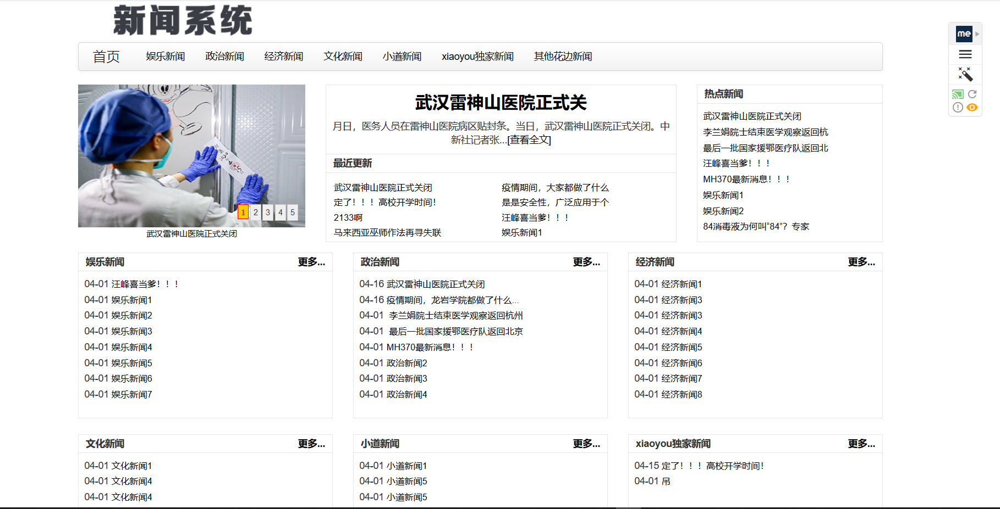 新闻系统
首页 娱乐新闻 政治新闻 经济新闻 文化新闻 小道新闻 xiaoyou独家新闻 其他花边新闻
me
1 2 3 4 5
武汉雷神山医院正式关闭
武汉雷神山医院正式关
月日，医务人员在雷神山医院病区贴封条。当日，武汉雷神山医院正式关闭。中
新社记者张...[查看全文]
最近更新
武汉雷神山医院正式关闭 疫情期间，大家都做了什么
定了！！！高校开学时间！ 是是安全性，广泛应用于个
2133啊 汪峰喜当爹！！！
马来西亚巫师作法再寻失联 娱乐新闻1
热点新闻
武汉雷神山医院正式关闭
李兰娟院士结束医学观察返回杭
最后一批国家援鄂医疗队返回北
汪峰喜当爹！！！
MH370最新消息！！！
娱乐新闻1
娱乐新闻2
84消毒液为何叫“84”？专家
娱乐新闻 更多...
04-01 汪峰喜当爹！！！
04-01 娱乐新闻1
04-01 娱乐新闻2
04-01 娱乐新闻3
04-01 娱乐新闻4
04-01 娱乐新闻5
04-01 娱乐新闻6
04-01 娱乐新闻7
政治新闻 更多...
04-16 武汉雷神山医院正式关闭
04-16 疫情期间，龙岩学院都做了什么...
04-01 李兰娟院士结束医学观察返回杭州
04-01 最后一批国家援鄂医疗队返回北京
04-01 MH370最新消息！！！
04-01 政治新闻2
04-01 政治新闻3
04-01 政治新闻4
经济新闻 更多...
04-01 经济新闻1
04-01 经济新闻3
04-01 经济新闻3
04-01 经济新闻4
04-01 经济新闻5
04-01 经济新闻6
04-01 经济新闻7
04-01 经济新闻8
文化新闻 更多...
04-01 文化新闻1
04-01 文化新闻4
04-01 文化新闻4
小道新闻 更多...
04-01 小道新闻1
04-01 小道新闻5
04-01 小道新闻5
xiaoyou独家新闻 更多...
04-15 定了！！！高校开学时间！
04-01 吊